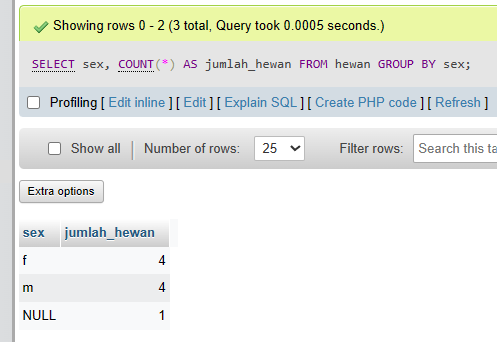 Showing rows 0 - 2 (3 total, Query took 0.0005 seconds.)
SELECT sex, COUNT(*) AS jumlah_hewan FROM hewan GROUP BY sex;
Profiling [ Edit inline ] [ Edit ] [ Explain SQL ] [ Create PHP code ] [ Refresh ]
Show all Number of rows: 25 Filter rows: Search this ta
Extra options
sex jumlah_hewan
f 4
m 4
NULL 1